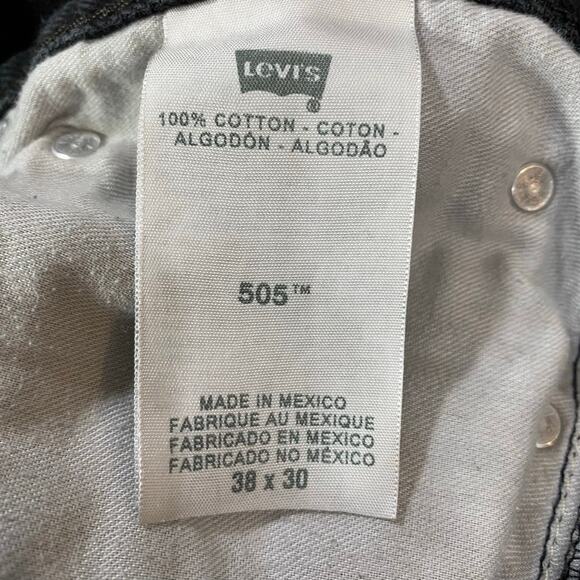 LEVI'S
®
100% COTTON - COTON -
ALGODÓN - ALGODÃO
505™
MADE IN MEXICO
FABRIQUE AU MEXIQUE
FABRICADO EN MÉXICO
FABRICADO NO MÉXICO
38 x 30